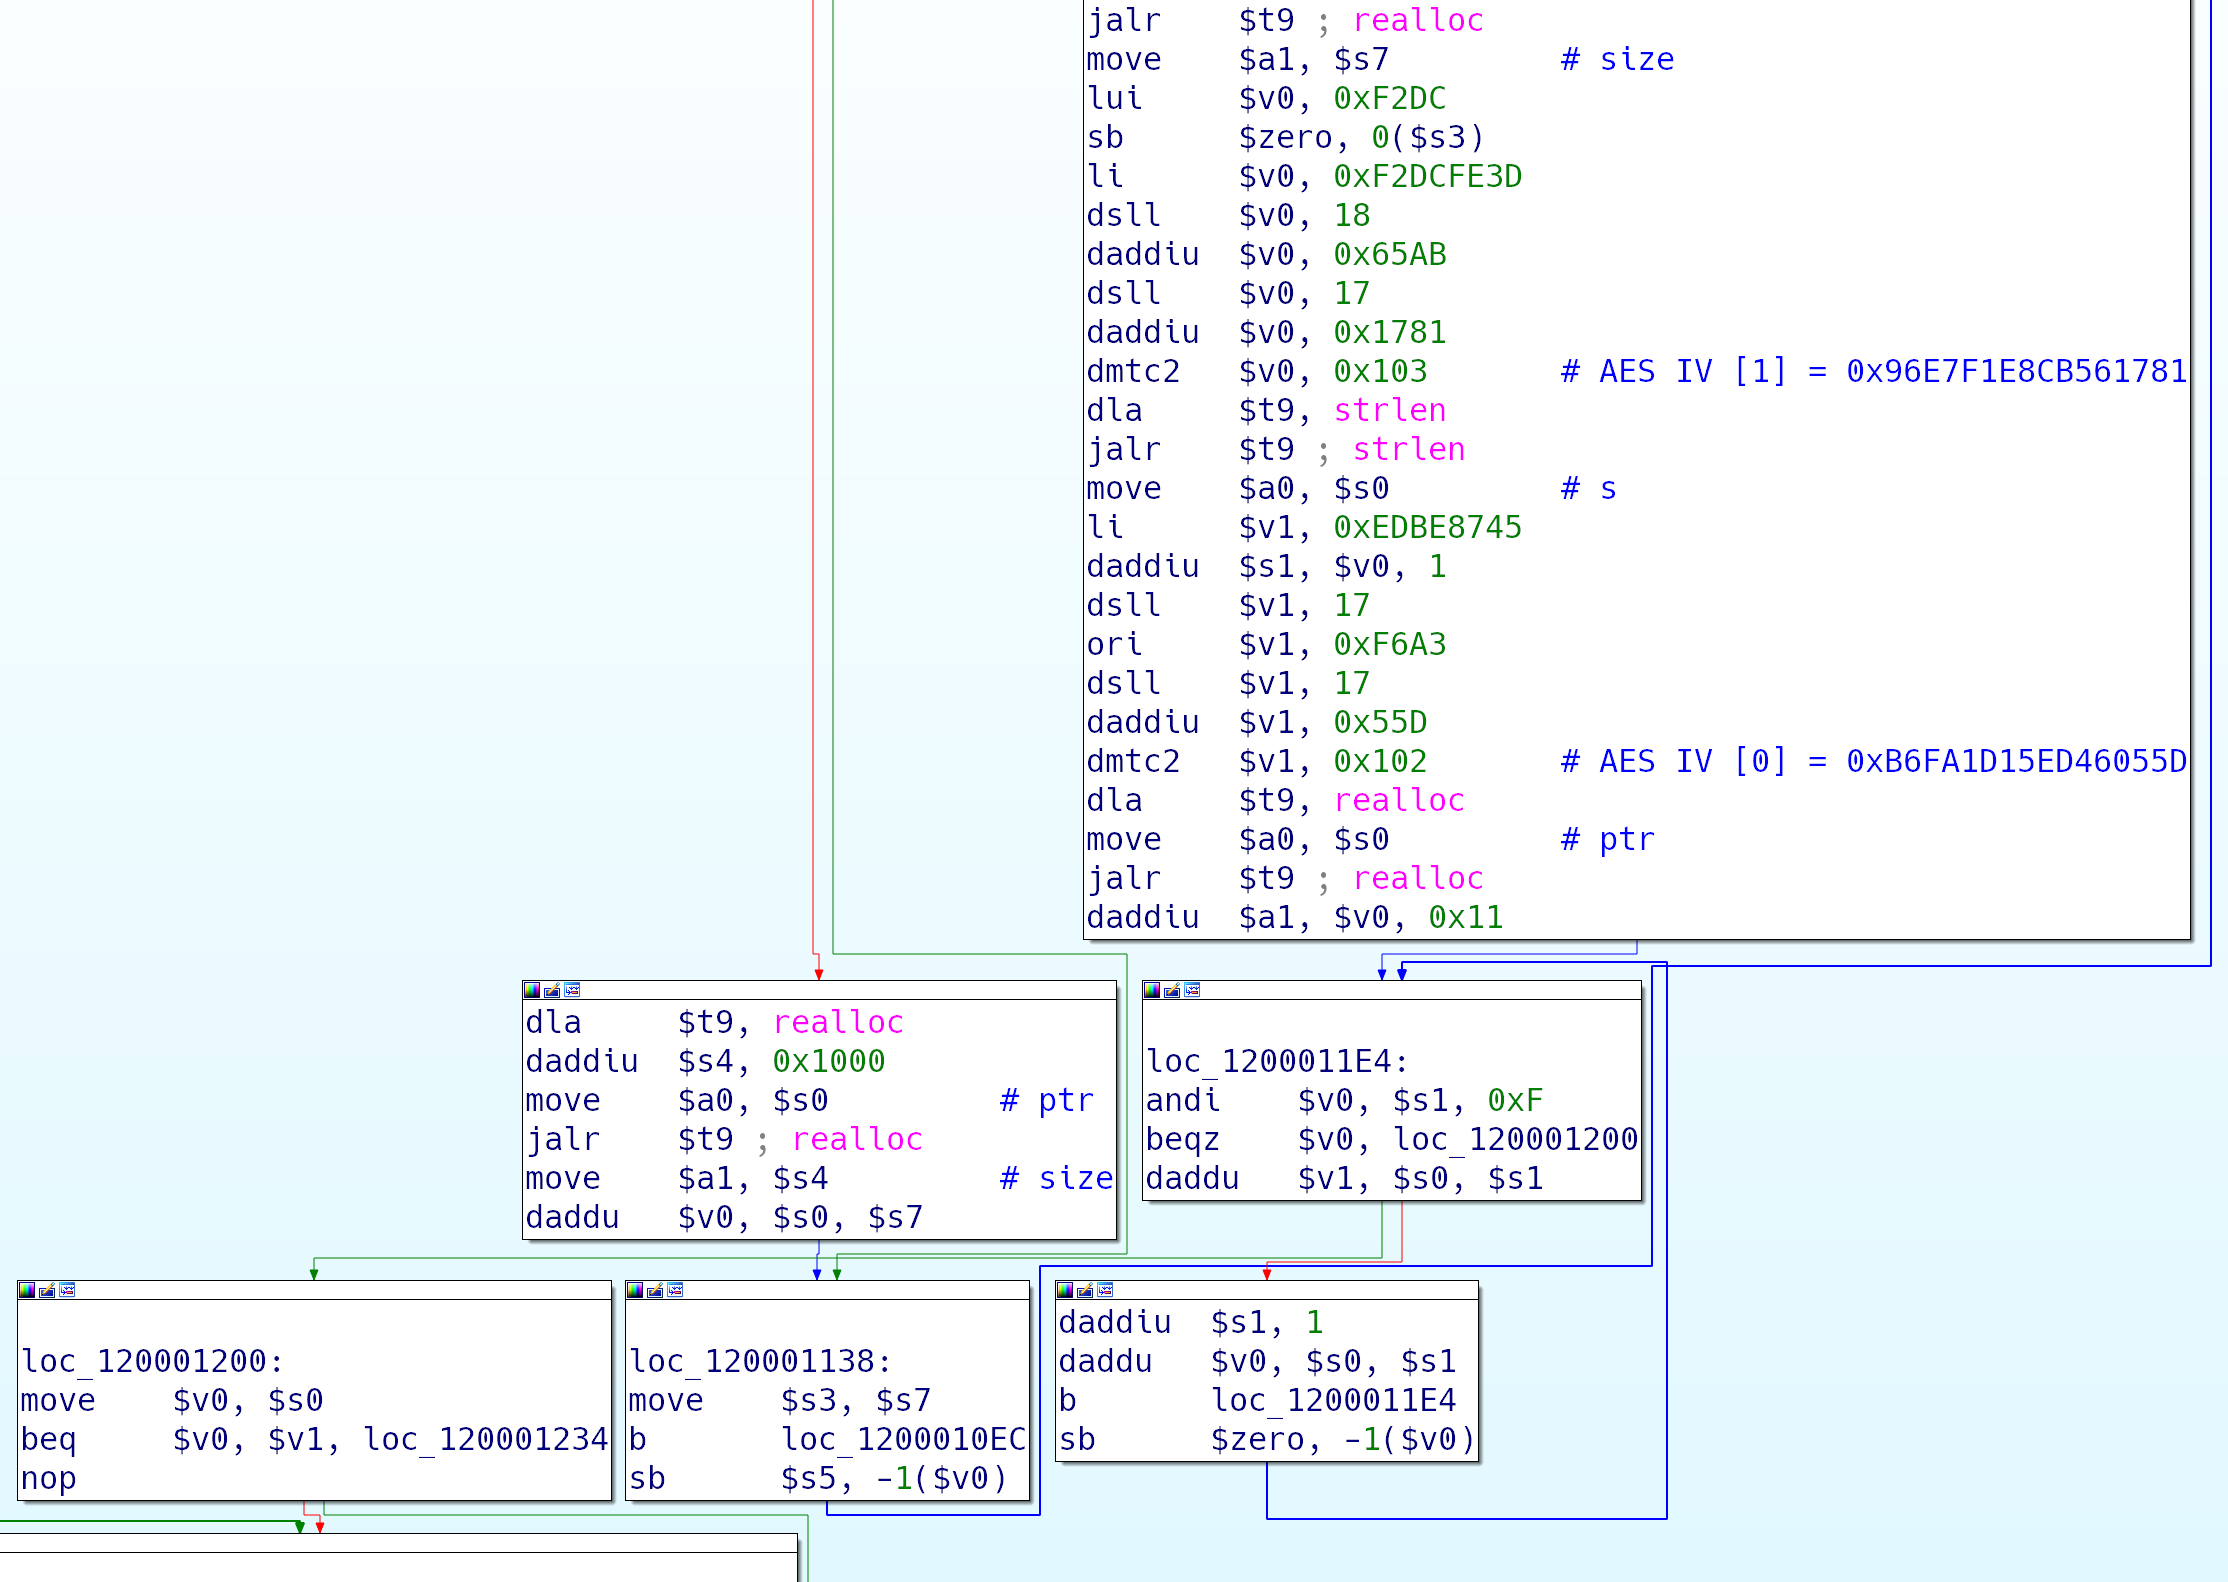 jalr $t9 ; realloc
move $a1, $s7 # size
lui $v0, 0xF2DC
sb $zero, 0($s3)
li $v0, 0xF2DCFE3D
dsll $v0, 18
daddiu $v0, 0x65AB
dsll $v0, 17
daddiu $v0, 0x1781
dmtc2 $v0, 0x103 # AES IV [1] = 0x96E7F1E8CB561781
dla $t9, strlen
jalr $t9 ; strlen
move $a0, $s0 # s
li $v1, 0xEDBE8745
daddiu $s1, $v0, 1
dsll $v1, 17
ori $v1, 0xF6A3
dsll $v1, 17
daddiu $v1, 0x55D
dmtc2 $v1, 0x102 # AES IV [0] = 0xB6FA1D15ED46055D
dla $t9, realloc
move $a0, $s0 # ptr
jalr $t9 ; realloc
daddiu $a1, $v0, 0x11
dla $t9, realloc
daddiu $s4, 0x1000
move $a0, $s0 # ptr
jalr $t9 ; realloc
move $a1, $s4 # size
daddu $v0, $s0, $s7
loc_1200011E4:
andi $v0, $s1, 0xF
beqz $v0, loc_120001200
daddu $v1, $s0, $s1
loc_120001200:
move $v0, $s0
beq $v0, $v1, loc_120001234
nop
loc_120001138:
move $s3, $s7
b loc_1200010EC
sb $s5, -1($v0)
daddiu $s1, 1
daddu $v0, $s0, $s1
b loc_1200011E4
sb $zero, -1($v0)